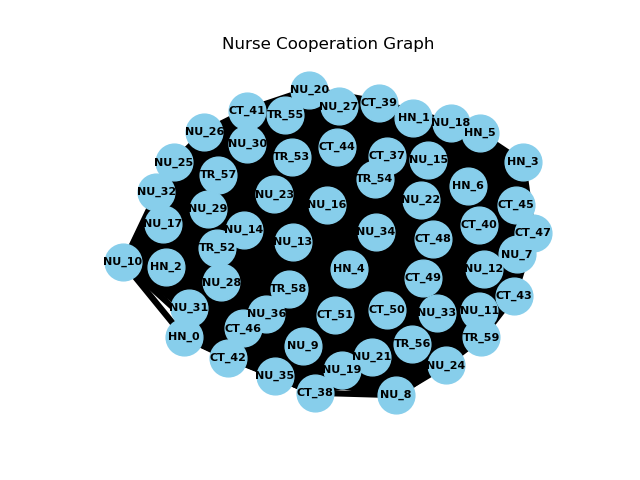 Nurse Cooperation Graph
NU_20
CT_39
NU_27
CT_41
TR_55
HN_1
NU_18
NU_26
HN_5
NU_30
CT_44
TR_53
CT_37
NU_15
NU_25
HN_3
TR_57
TR_54
HN_6
NU_32
NU_23
NU_22
NU_16
CT_45
NU_29
NU_17
CT_40
NU_14
NU_34
CT_47
CT_48
NU_13
TR_52
NU_7
NU_10
HN_2
HN_4
NU_12
CT_49
NU_28
TR_58
CT_43
NU_31
CT_50
NU_11
NU_33
NU_36
CT_51
CT_46
HN_0
TR_59
TR_56
NU_9
NU_21
CT_42
NU_24
NU_19
NU_35
CT_38
NU_8